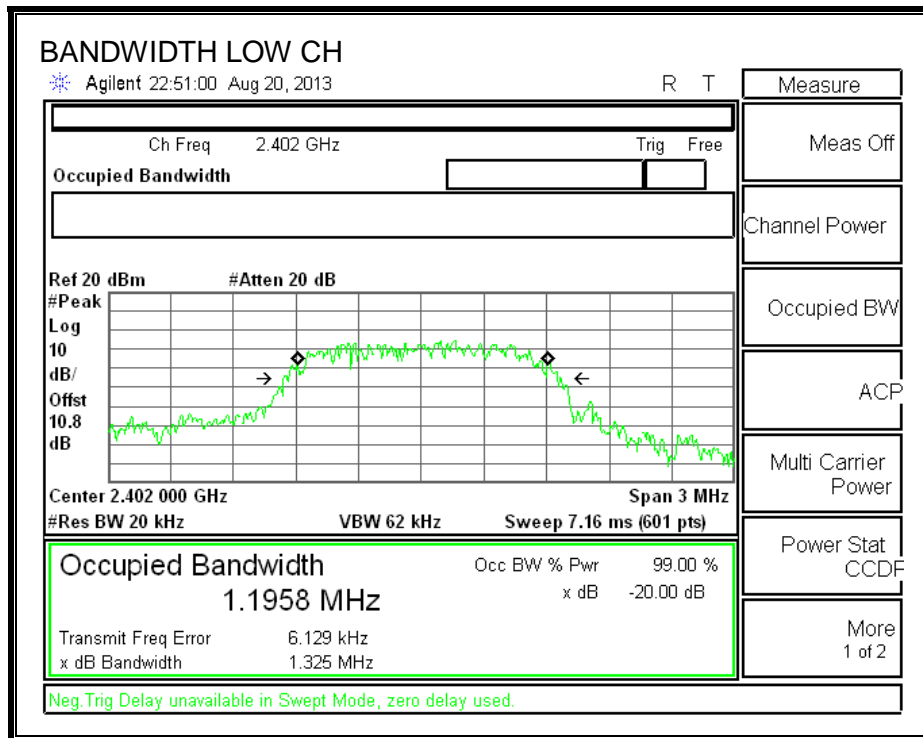 BANDWIDTH LOW CH
Agilent 22:51:00 Aug 20, 2013 R T
Measure
Ch Freq 2.402 GHz Trig Free
Meas Off
Occupied Bandwidth
Channel Power
Ref 20 dBm #Atten 20 dB
#Peak
Log
10
dB/
Offst
10.8
dB
Occupied BW
ACP
Multi Carrier
Power
Center 2.402 000 GHz Span 3 MHz
#Res BW 20 kHz VBW 62 kHz Sweep 7.16 ms (601 pts)
Power Stat
CCDF
Occupied Bandwidth Occ BW % Pwr 99.00 %
1.1958 MHz x dB -20.00 dB
Transmit Freq Error 6.129 kHz
x dB Bandwidth 1.325 MHz
More
1 of 2
Neg.Trig Delay unavailable in Swept Mode, zero delay used.